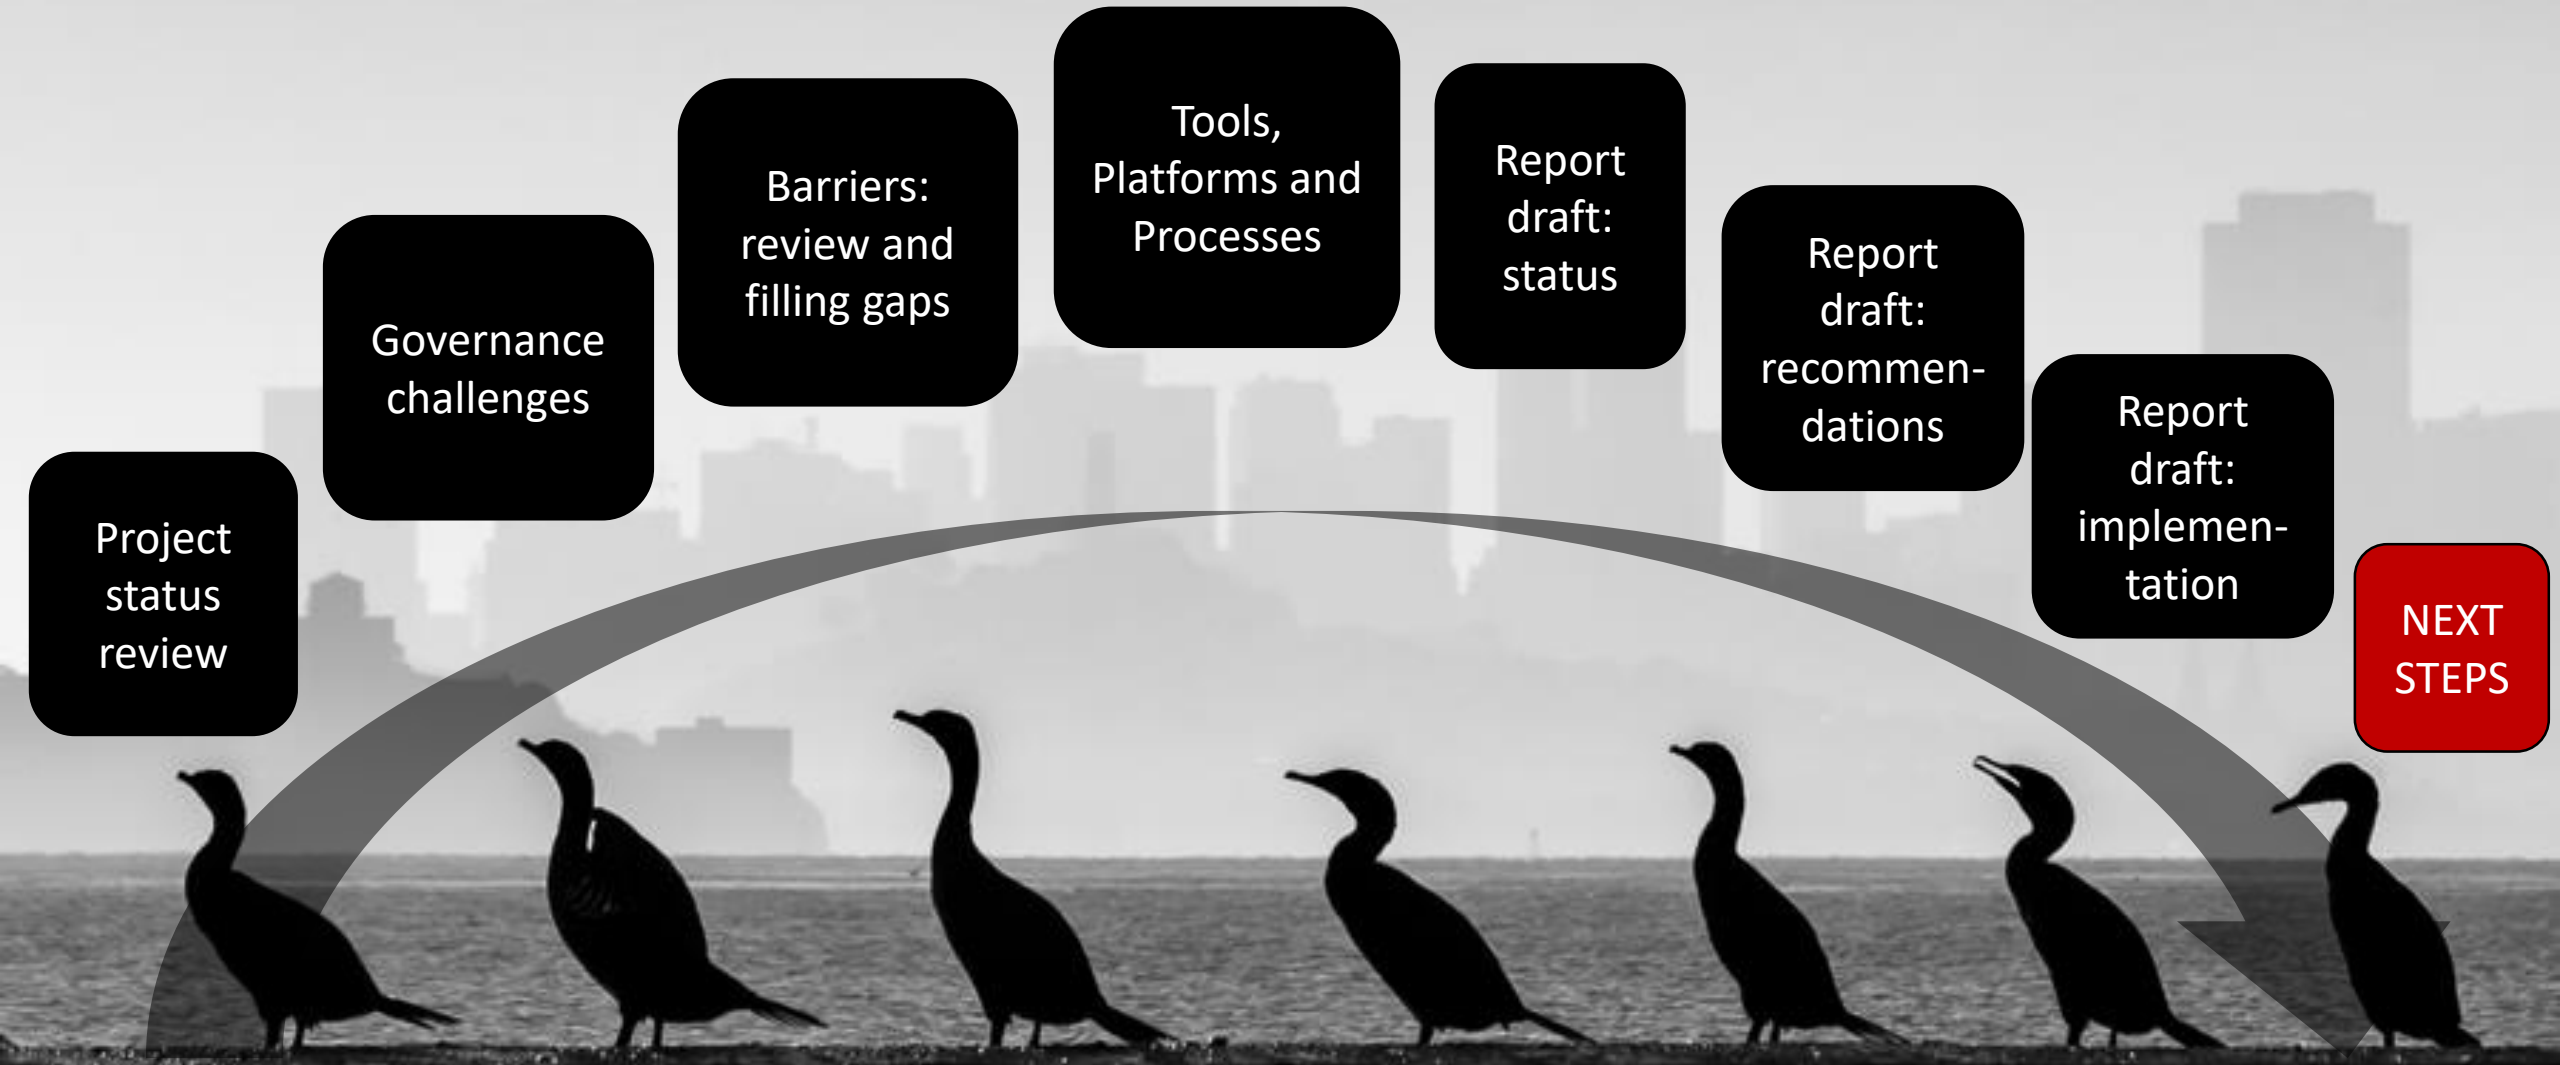 Project
status
review
Governance
challenges
Barriers:
review and
filling gaps
Tools,
Platforms and
Processes
Report
draft:
status
Report
draft:
recommen-
dations
Report
draft:
implemen-
tation
NEXT
STEPS